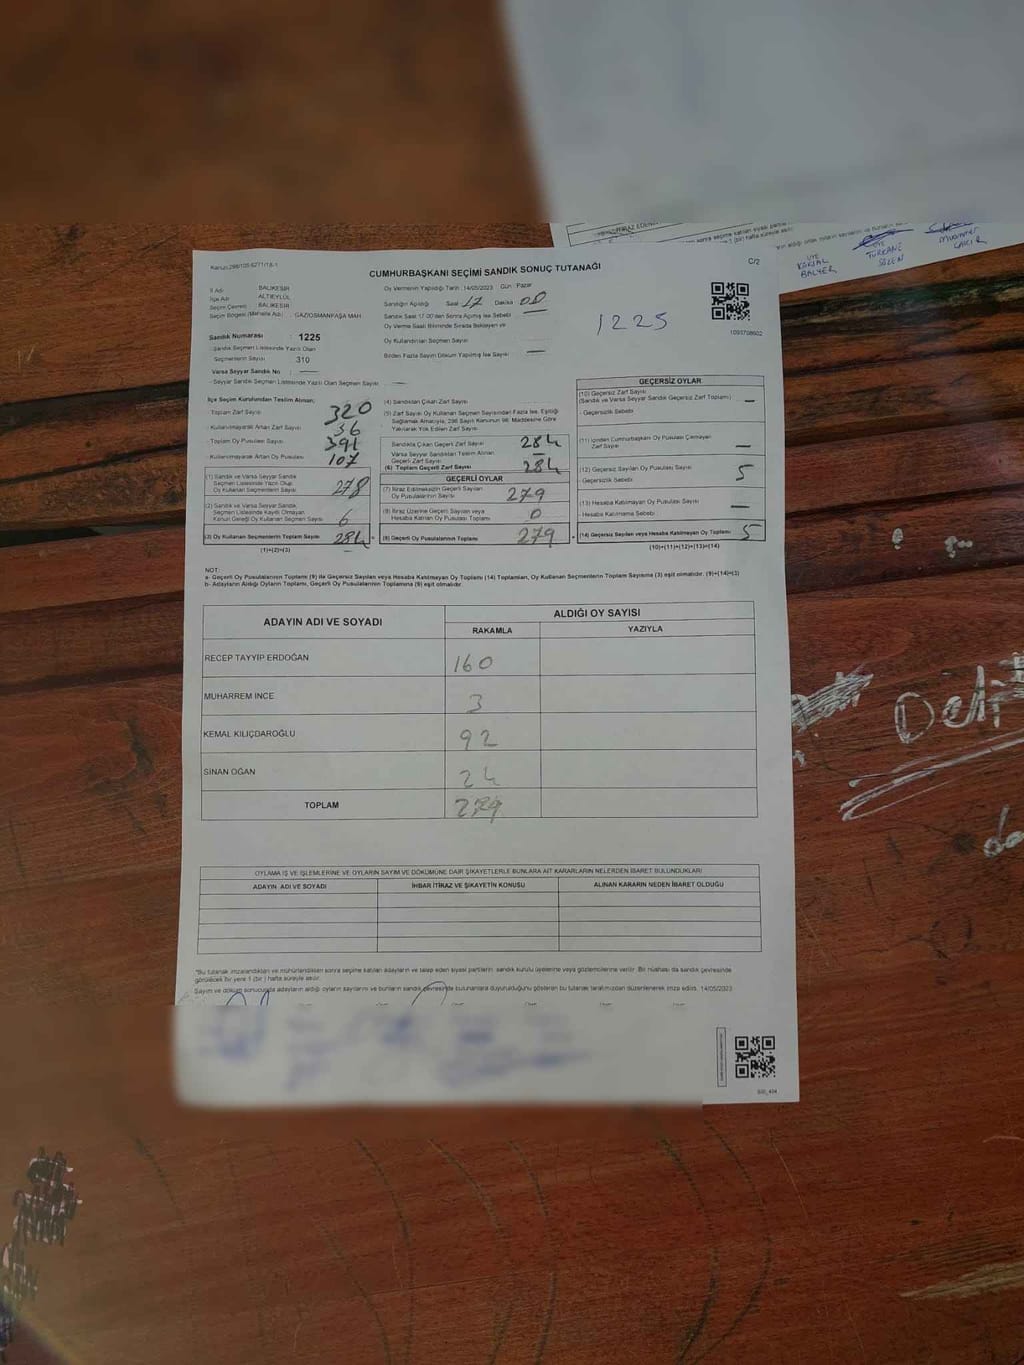 CUMHURBAŞKANI SEÇİMİ SANDIK SONUÇ TUTANAĞI
C/2
İl Adı : BALIKESİR
İlçe Adı : ALTIEYLÜL
Seçim Çevresi : BALIKESİR
Seçim Bölgesi (Mahalle Adı) : GAZİOSMANPAŞA MAH
Oy Vermenin Yapıldığı Tarih : 14/05/2023 Gün : Pazar
Sandığın Açıldığı Saat : 17 Dakika : 00
Sandık Saat 17.00'den Sonra Açılmış İse Sebebi
Oy Verme Saati Bitiminde Sırada Bekleyen ve
Oy Kullandırılan Seçmen Sayısı
Birden Fazla Sayım Döküm Yapılmış İse Sayısı —
1225
1093708602
Sandık Numarası : 1225
Sandık Seçmen Listesinde Yazılı Olan
Seçmenlerin Sayısı 310
Varsa Seyyar Sandık No : —
- Seyyar Sandık Seçmen Listesinde Yazılı Olan Seçmen Sayısı : —
İlçe Seçim Kurulundan Teslim Alınan;
Toplam Zarf Sayısı : 320
- Kullanılmayarak Artan Zarf Sayısı : 36
- Toplam Oy Pusulası Sayısı : 391
- Kullanılmayarak Artan Oy Pusulası : 107
(1) Sandık ve Varsa Seyyar Sandık
Seçmen Listesinde Yazılı Olup
Oy Kullanan Seçmenlerin Sayısı 278
(2) Sandık ve Varsa Seyyar Sandık
Seçmen Listesinde Kayıtlı Olmayan
Kanun Gereği Oy Kullanan Seçmen Sayısı 6
(3) Oy Kullanan Seçmenlerin Toplam Sayısı 284
(1)+(2)=(3)
(4) Sandıktan Çıkan Zarf Sayısı
(5) Zarf Sayısı Oy Kullanan Seçmen Sayısından Fazla İse, Eşitliği
Sağlamak Amacıyla, 298 Sayılı Kanunun 98. Maddesine Göre
Yakılarak Yok Edilen Zarf Sayısı
Sandıkta Çıkan Geçerli Zarf Sayısı 284
Varsa Seyyar Sandıktan Teslim Alınan
Geçerli Zarf Sayısı —
(6) Toplam Geçerli Zarf Sayısı 284
GEÇERLİ OYLAR
(7) İtiraz Edilmeksizin Geçerli Sayılan
Oy Pusulalarının Sayısı 279
(8) İtiraz Üzerine Geçerli Sayılan veya
Hesaba Katılan Oy Pusulası Toplamı 0
(9) Geçerli Oy Pusulalarının Toplamı 279
GEÇERSİZ OYLAR
(10) Geçersiz Zarf Sayısı
(Sandık ve Varsa Seyyar Sandık Geçersiz Zarf Toplamı) —
- Geçersizlik Sebebi :
(11) İçinden Cumhurbaşkanı Oy Pusulası Çıkmayan
Zarf Sayısı —
(12) Geçersiz Sayılan Oy Pusulası Sayısı 5
- Geçersizlik Sebebi :
(13) Hesaba Katılmayan Oy Pusulası Sayısı —
- Hesaba Katılmama Sebebi :
(14) Geçersiz Sayılan veya Hesaba Katılmayan Oy Toplamı 5
(10)+(11)+(12)+(13)=(14)
NOT:
a- Geçerli Oy Pusulalarının Toplamı (9) ile Geçersiz Sayılan veya Hesaba Katılmayan Oy Toplamı (14) Toplamları, Oy Kullanan Seçmenlerin Toplam Sayısına (3) eşit olmalıdır. (9)+(14)=(3)
b- Adayların Aldığı Oyların Toplamı, Geçerli Oy Pusulalarının Toplamına (9) eşit olmalıdır.
ADAYIN ADI VE SOYADI ALDIĞI OY SAYISI
RAKAMLA YAZIYLA
RECEP TAYYİP ERDOĞAN 160
MUHARREM İNCE 3
KEMAL KILIÇDAROĞLU 92
SİNAN OĞAN 24
TOPLAM 279
OYLAMA İŞ VE İŞLEMLERİNE VE OYLARIN SAYIM VE DÖKÜMÜNE DAİR ŞİKAYETLERLE BUNLARA AİT KARARLARIN NELERDEN İBARET BULUNDUKLARI
ADAYIN ADI VE SOYADI İHBAR İTİRAZ VE ŞİKAYETİN KONUSU ALINAN KARARIN NEDEN İBARET OLDUĞU
*Bu tutanak imzalandıktan ve mühürlendikten sonra seçime katılan adayların ve talep eden siyasi partilerin sandık kurulu üyelerine veya gözlemcilerine verilir. Bir nüshası da sandık çevresinde
görülecek bir yere 1 (bir) hafta süreyle asılır.
Sayım ve döküm sonucunda adayların aldığı oyların sayılarını ve bunların sandık çevresinde bulunanlara duyurulduğunu gösteren bu tutanak tarafımızdan düzenlenerek imza edildi. 14/05/2023
ÜYE
TÜRKANE
SÖZEN
Muammer